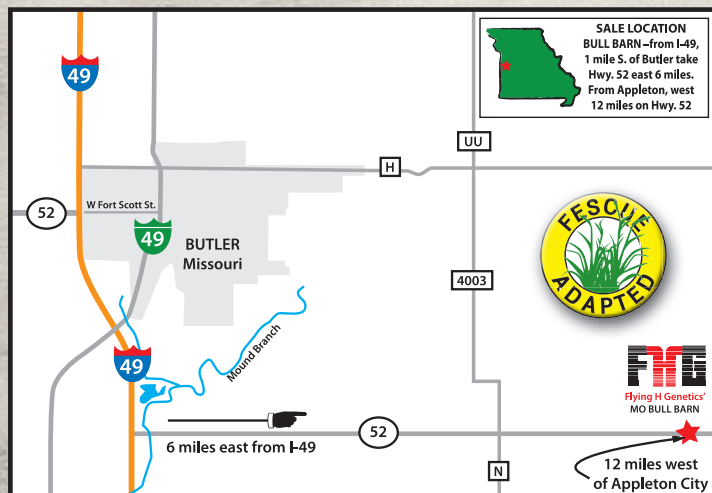 49
SALE LOCATION
BULL BARN –from I-49,
1 mile S. of Butler take
Hwy. 52 east 6 miles.
From Appleton, west
12 miles on Hwy. 52
UU
H
52
W Fort Scott St.
49
BUTLER
Missouri
FESCUE
ADAPTED
4003
Mound Branch
49
FHG
Flying H Genetics'
MO BULL BARN
6 miles east from I-49
52
N
12 miles west
of Appleton City